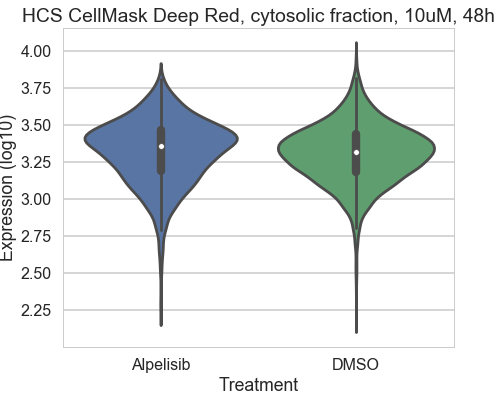 HCS CellMask Deep Red, cytosolic fraction, 10uM, 48h
Expression (log10)
4.00
3.75
3.50
3.25
3.00
2.75
2.50
2.25
Alpelisib
DMSO
Treatment